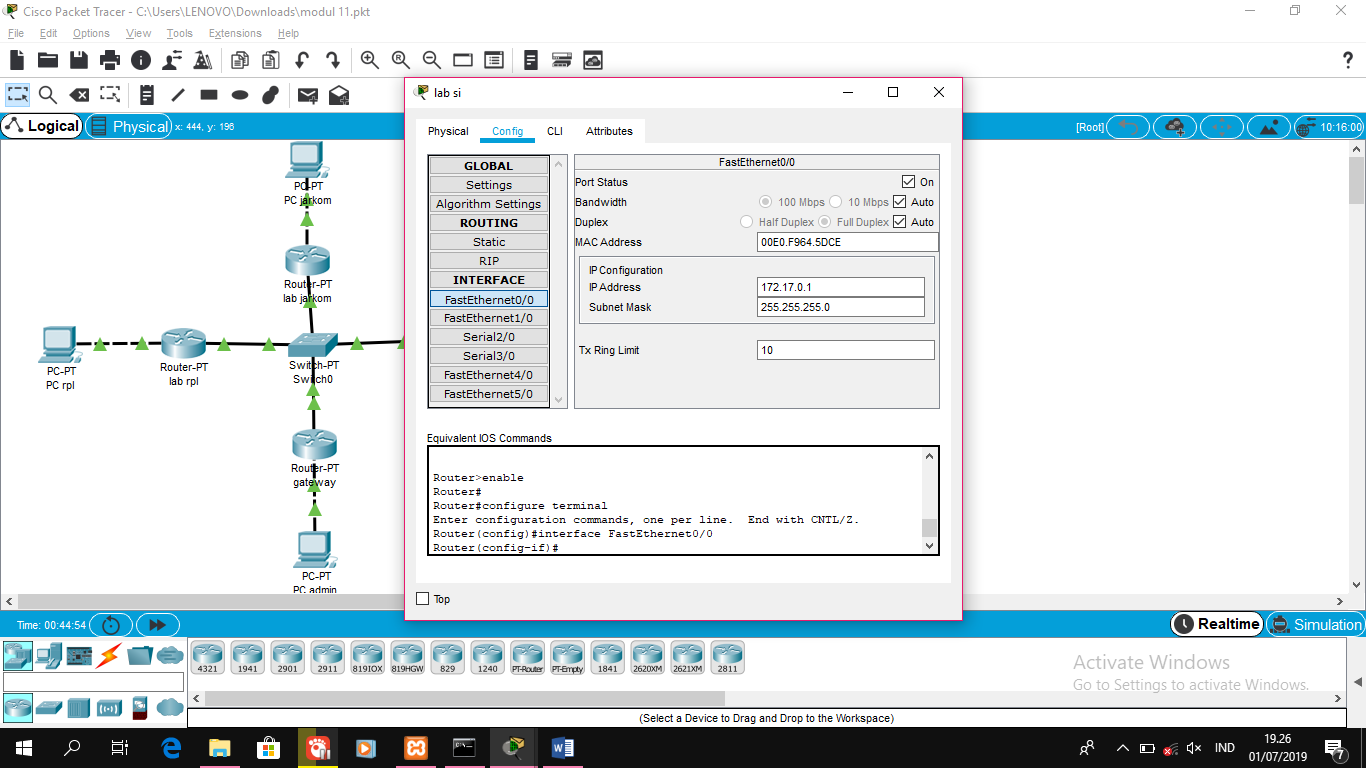 Cisco Packet Tracer - C:\Users\LENOVO\Downloads\modul 11.pkt
File Edit Options View Tools Extensions Help
Logical Physical x: 444, y: 196 [Root] 10:16:00
lab si
Physical Config CLI Attributes
GLOBAL
Settings
Algorithm Settings
ROUTING
Static
RIP
INTERFACE
FastEthernet0/0
FastEthernet1/0
Serial2/0
Serial3/0
FastEthernet4/0
FastEthernet5/0
FastEthernet0/0
Port Status On
Bandwidth 100 Mbps 10 Mbps Auto
Duplex Half Duplex Full Duplex Auto
MAC Address 00E0.F964.5DCE
IP Configuration
IP Address 172.17.0.1
Subnet Mask 255.255.255.0
Tx Ring Limit 10
Equivalent IOS Commands
Router>enable
Router#
Router#configure terminal
Enter configuration commands, one per line. End with CNTL/Z.
Router(config)#interface FastEthernet0/0
Router(config-if)#
Top
PC-PT
PC jarkom
Router-PT
lab jarkom
PC-PT
PC rpl
Router-PT
lab rpl
Switch-PT
Switch0
Router-PT
gateway
PC-PT
PC admin
Time: 00:44:54 Realtime Simulation
4321 1941 2901 2911 819IOX 819HGW 829 1240 PT-Router PT-Empty 1841 2620XM 2621XM 2811
Activate Windows
Go to Settings to activate Windows.
(Select a Device to Drag and Drop to the Workspace)
IND
19.26
01/07/2019
7